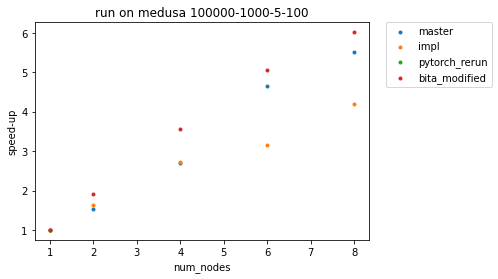 run on medusa 100000-1000-5-100
6
5
4
3
2
1
speed-up
1 2 3 4 5 6 7 8
num_nodes
master
impl
pytorch_rerun
bita_modified